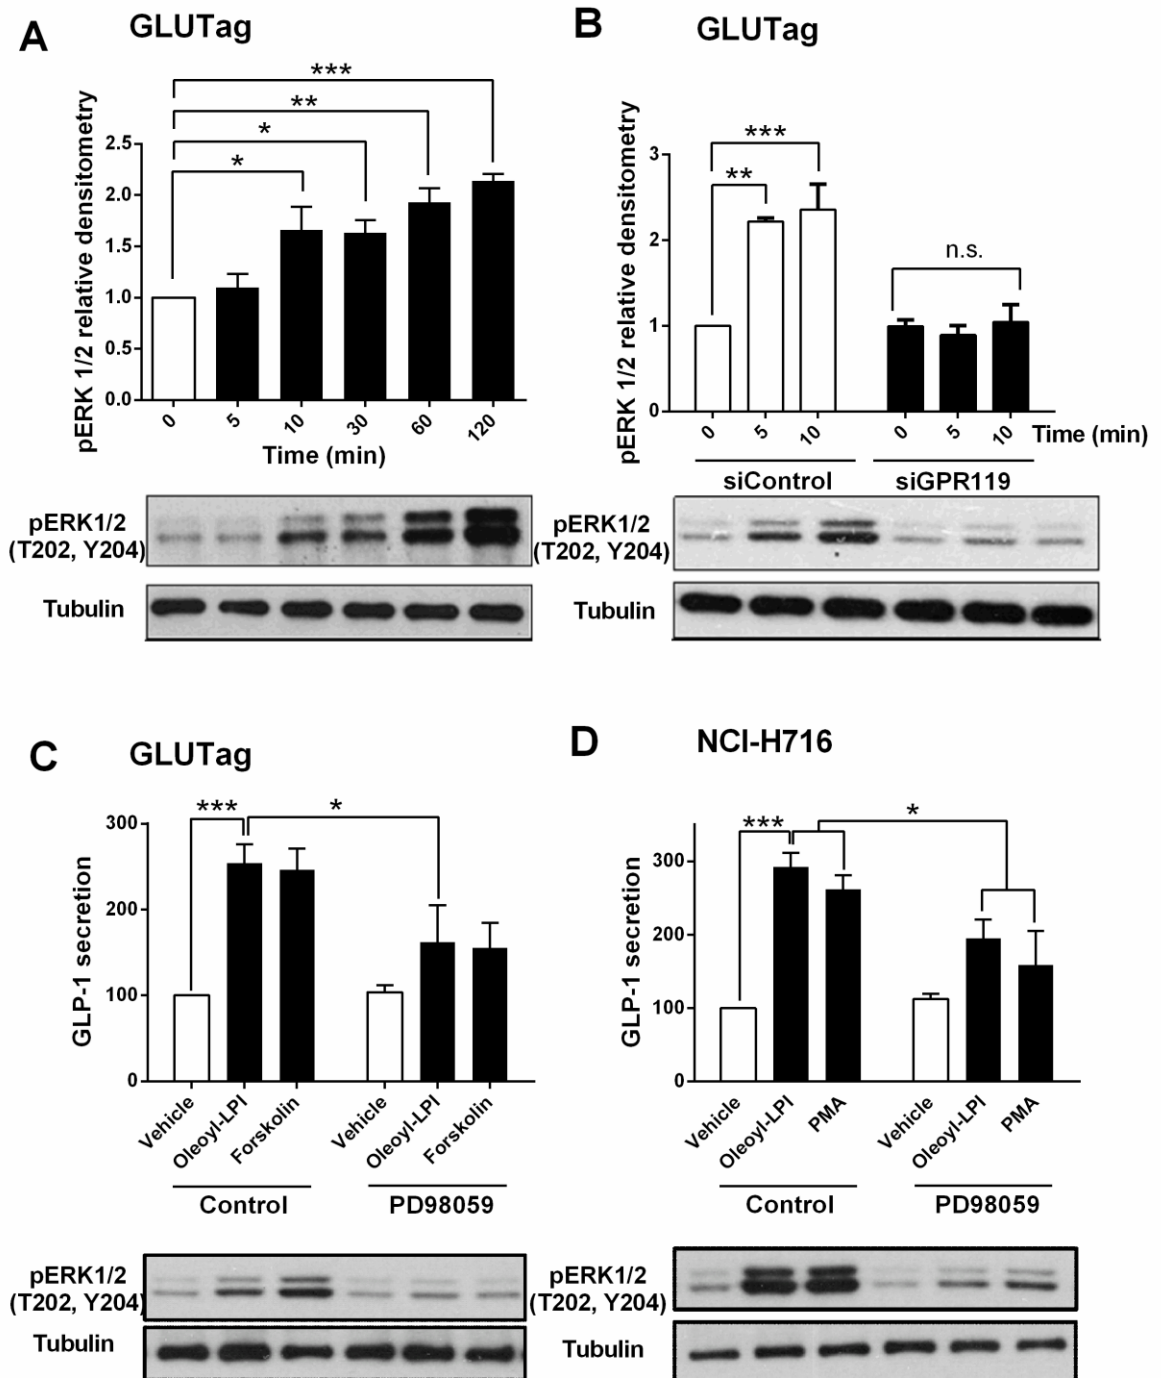 A
GLUTag
***
**
*
*
pERK 1/2 relative densitometry
2.5
2.0
1.5
1.0
0.5
0.0
0 5 10 30 60 120
Time (min)
pERK1/2
(T202, Y204)
Tubulin
B
GLUTag
***
**
n.s.
pERK 1/2 relative densitometry
3
2
1
0
0 5 10 0 5 10 Time (min)
siControl siGPR119
pERK1/2
(T202, Y204)
Tubulin
C
GLUTag
*** *
GLP-1 secretion
300
200
100
0
Vehicle Oleoyl-LPI Forskolin Vehicle Oleoyl-LPI Forskolin
Control PD98059
pERK1/2
(T202, Y204)
Tubulin
D
NCI-H716
*** *
GLP-1 secretion
300
200
100
0
Vehicle Oleoyl-LPI PMA Vehicle Oleoyl-LPI PMA
Control PD98059
pERK1/2
(T202, Y204)
Tubulin